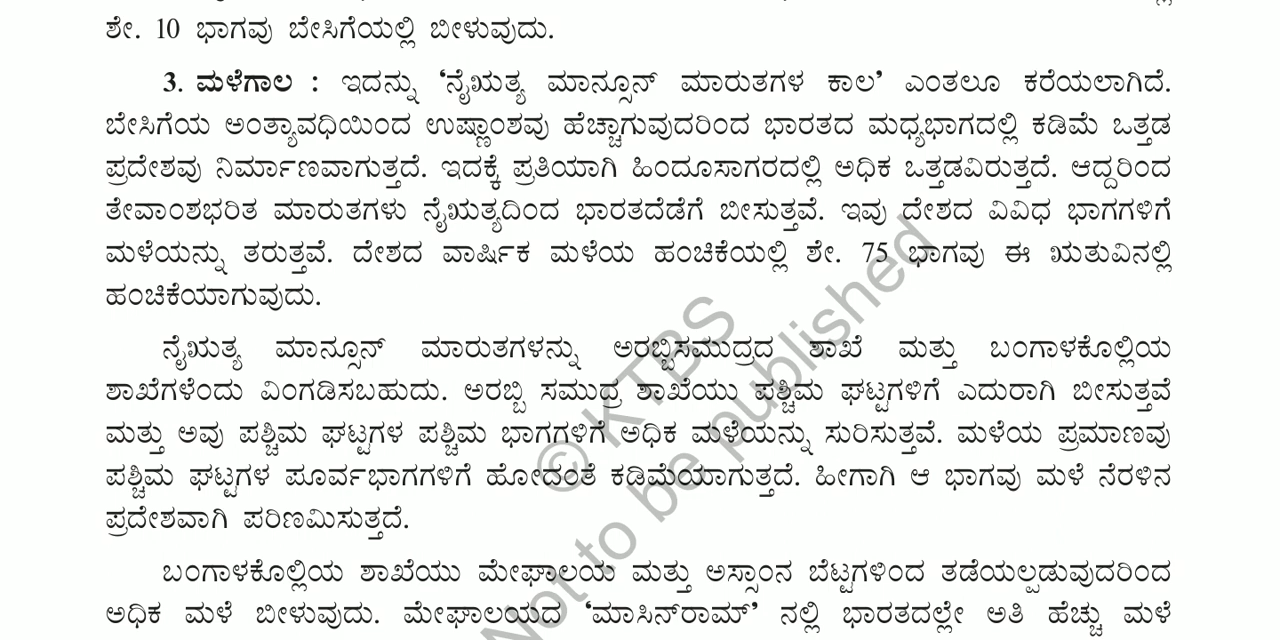 ಶೇ. 10 ಭಾಗವು ಬೇಸಿಗೆಯಲ್ಲಿ ಬೀಳುವುದು.
3. ಮಳೆಗಾಲ : ಇದನ್ನು ‘ನೈಋತ್ಯ ಮಾನ್ಸೂನ್ ಮಾರುತಗಳ ಕಾಲ’ ಎಂತಲೂ ಕರೆಯಲಾಗಿದೆ.
ಬೇಸಿಗೆಯ ಅಂತ್ಯಾವಧಿಯಿಂದ ಉಷ್ಣಾಂಶವು ಹೆಚ್ಚಾಗುವುದರಿಂದ ಭಾರತದ ಮಧ್ಯಭಾಗದಲ್ಲಿ ಕಡಿಮೆ ಒತ್ತಡ
ಪ್ರದೇಶವು ನಿರ್ಮಾಣವಾಗುತ್ತದೆ. ಇದಕ್ಕೆ ಪ್ರತಿಯಾಗಿ ಹಿಂದೂಸಾಗರದಲ್ಲಿ ಅಧಿಕ ಒತ್ತಡವಿರುತ್ತದೆ. ಆದ್ದರಿಂದ
ತೇವಾಂಶಭರಿತ ಮಾರುತಗಳು ನೈಋತ್ಯದಿಂದ ಭಾರತದೆಡೆಗೆ ಬೀಸುತ್ತವೆ. ಇವು ದೇಶದ ವಿವಿಧ ಭಾಗಗಳಿಗೆ
ಮಳೆಯನ್ನು ತರುತ್ತವೆ. ದೇಶದ ವಾರ್ಷಿಕ ಮಳೆಯ ಹಂಚಿಕೆಯಲ್ಲಿ ಶೇ. 75 ಭಾಗವು ಈ ಋತುವಿನಲ್ಲಿ
ಹಂಚಿಕೆಯಾಗುವುದು.
ನೈಋತ್ಯ ಮಾನ್ಸೂನ್ ಮಾರುತಗಳನ್ನು ಅರಬ್ಬಿಸಮುದ್ರದ ಶಾಖೆ ಮತ್ತು ಬಂಗಾಳಕೊಲ್ಲಿಯ
ಶಾಖೆಗಳೆಂದು ವಿಂಗಡಿಸಬಹುದು. ಅರಬ್ಬಿ ಸಮುದ್ರ ಶಾಖೆಯು ಪಶ್ಚಿಮ ಘಟ್ಟಗಳಿಗೆ ಎದುರಾಗಿ ಬೀಸುತ್ತವೆ
ಮತ್ತು ಅವು ಪಶ್ಚಿಮ ಘಟ್ಟಗಳ ಪಶ್ಚಿಮ ಭಾಗಗಳಿಗೆ ಅಧಿಕ ಮಳೆಯನ್ನು ಸುರಿಸುತ್ತವೆ. ಮಳೆಯ ಪ್ರಮಾಣವು
ಪಶ್ಚಿಮ ಘಟ್ಟಗಳ ಪೂರ್ವಭಾಗಗಳಿಗೆ ಹೋದಂತೆ ಕಡಿಮೆಯಾಗುತ್ತದೆ. ಹೀಗಾಗಿ ಆ ಭಾಗವು ಮಳೆ ನೆರಳಿನ
ಪ್ರದೇಶವಾಗಿ ಪರಿಣಮಿಸುತ್ತದೆ.
ಬಂಗಾಳಕೊಲ್ಲಿಯ ಶಾಖೆಯು ಮೇಘಾಲಯ ಮತ್ತು ಅಸ್ಸಾಂನ ಬೆಟ್ಟಗಳಿಂದ ತಡೆಯಲ್ಪಡುವುದರಿಂದ
ಅಧಿಕ ಮಳೆ ಬೀಳುವುದು. ಮೇಘಾಲಯದ ‘ಮಾಸಿನ್‌ರಾಮ್’ ನಲ್ಲಿ ಭಾರತದಲ್ಲೇ ಅತಿ ಹೆಚ್ಚು ಮಳೆ
© KTBS
Not to be published